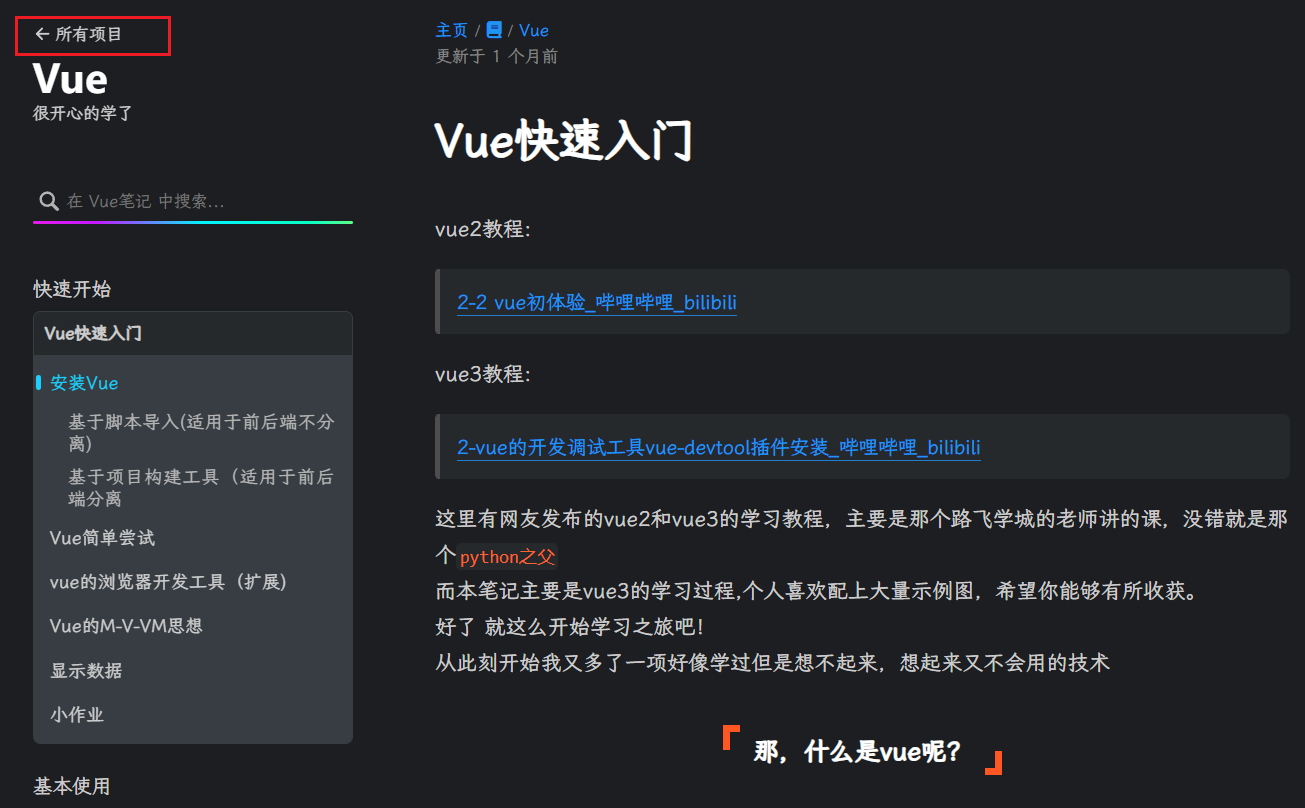 ← 所有项目
Vue
很开心的学了
在 Vue笔记 中搜索...
快速开始
Vue快速入门
安装Vue
基于脚本导入(适用于前后端不分
离)
基于项目构建工具（适用于前后
端分离
Vue简单尝试
vue的浏览器开发工具（扩展）
Vue的M-V-VM思想
显示数据
小作业
基本使用
主页 / / Vue
更新于 1 个月前
Vue快速入门
vue2教程:
2-2 vue初体验_哔哩哔哩_bilibili
vue3教程:
2-vue的开发调试工具vue-devtool插件安装_哔哩哔哩_bilibili
这里有网友发布的vue2和vue3的学习教程，主要是那个路飞学城的老师讲的课，没错就是那
个python之父
而本笔记主要是vue3的学习过程,个人喜欢配上大量示例图，希望你能够有所收获。
好了 就这么开始学习之旅吧!
从此刻开始我又多了一项好像学过但是想不起来，想起来又不会用的技术
那，什么是vue呢?